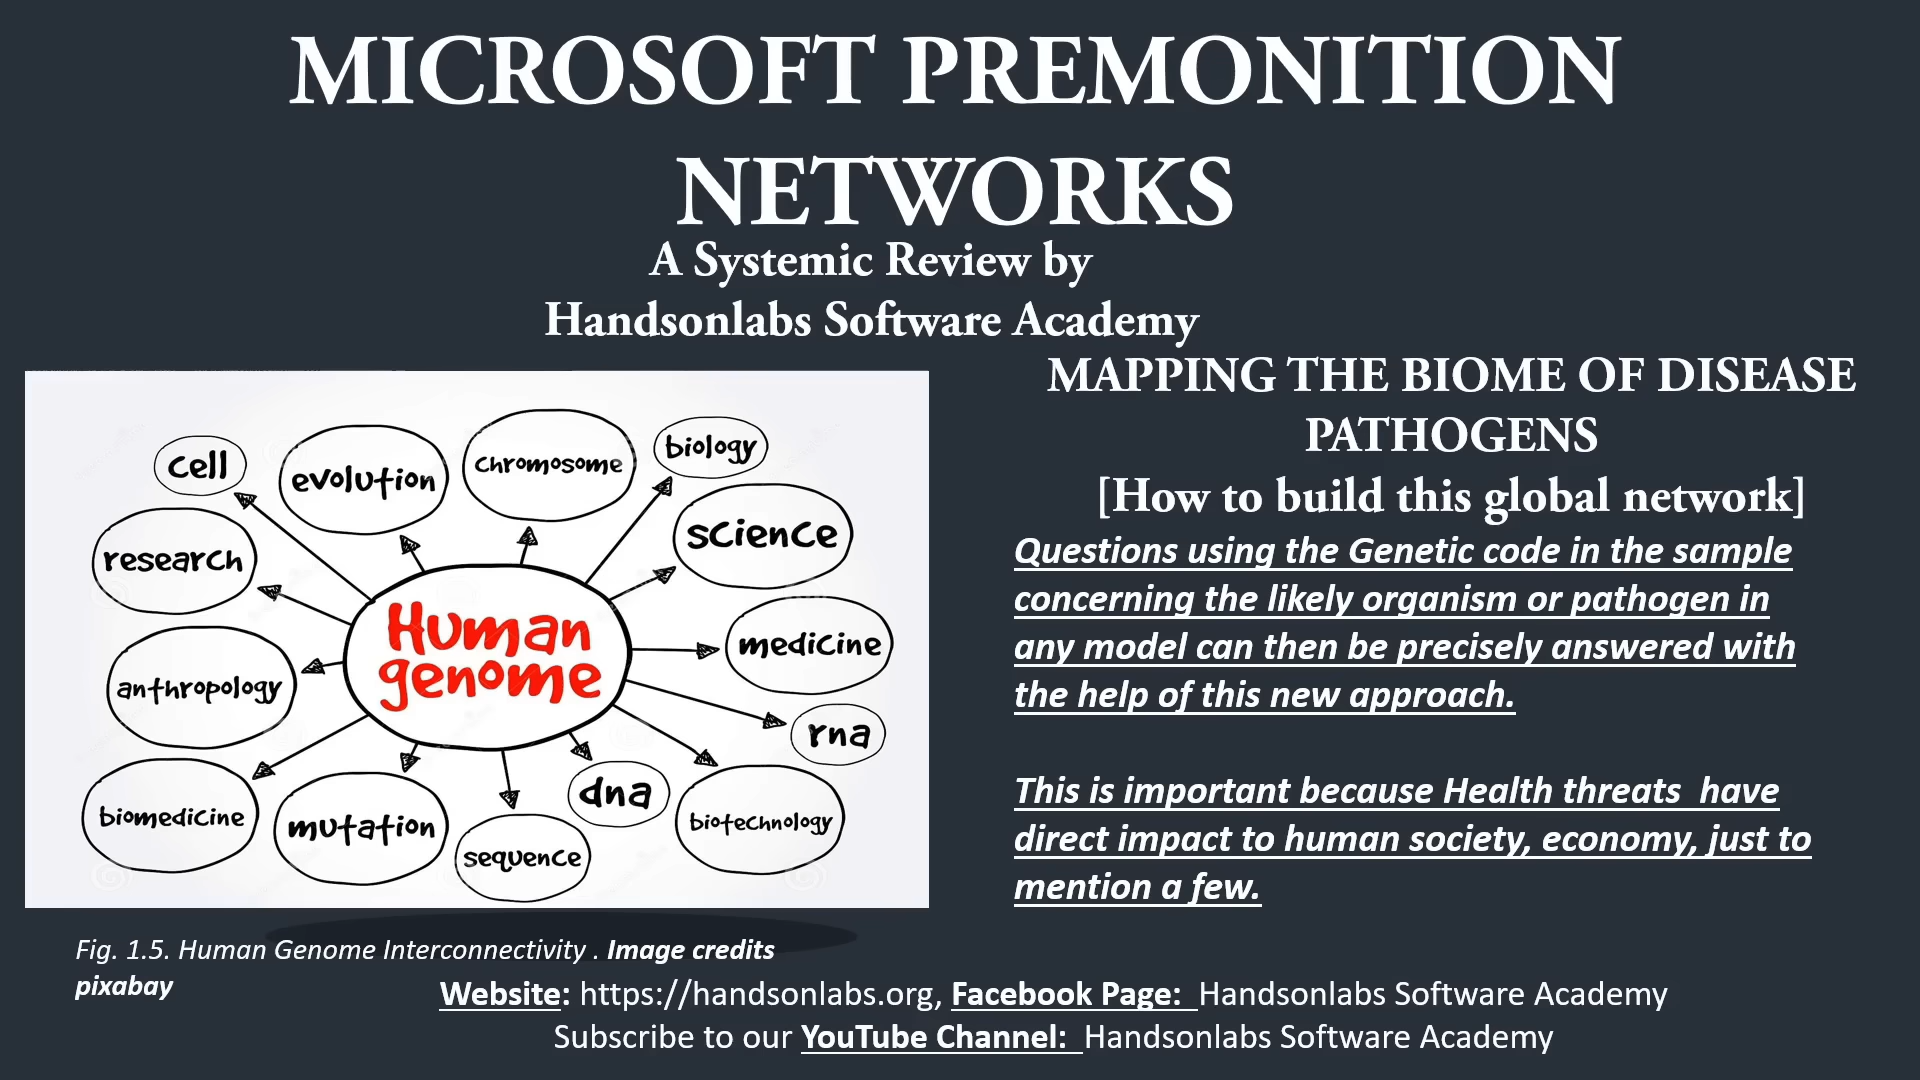 MICROSOFT PREMONITION
NETWORKS
A Systemic Review by
Handsonlabs Software Academy
cell
evolution
chromosome
biology
research
science
Human
genome
medicine
anthropology
rna
biomedicine
mutation
sequence
dna
biotechnology
Fig. 1.5. Human Genome Interconnectivity . Image credits
pixabay
MAPPING THE BIOME OF DISEASE
PATHOGENS
[How to build this global network]
Questions using the Genetic code in the sample
concerning the likely organism or pathogen in
any model can then be precisely answered with
the help of this new approach.
This is important because Health threats  have
direct impact to human society, economy, just to
mention a few.
Website: https://handsonlabs.org, Facebook Page:  Handsonlabs Software Academy
Subscribe to our YouTube Channel:  Handsonlabs Software Academy